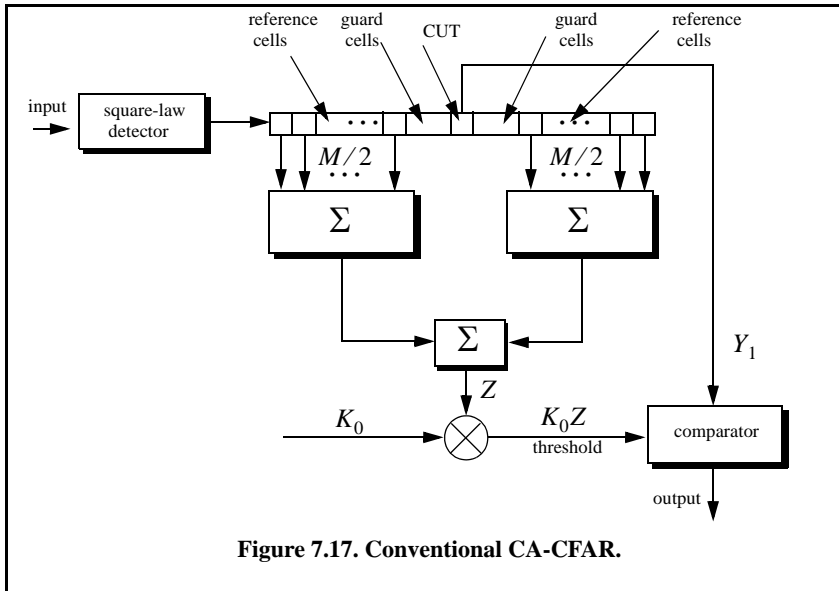 reference cells
guard cells
CUT
guard cells
reference cells
input
square-law detector
• • •
• • •
M/2
• • •
M/2
• • •
Σ
Σ
Σ
Y₁
Z
K₀
K₀Z
threshold
comparator
output
Figure 7.17. Conventional CA-CFAR.